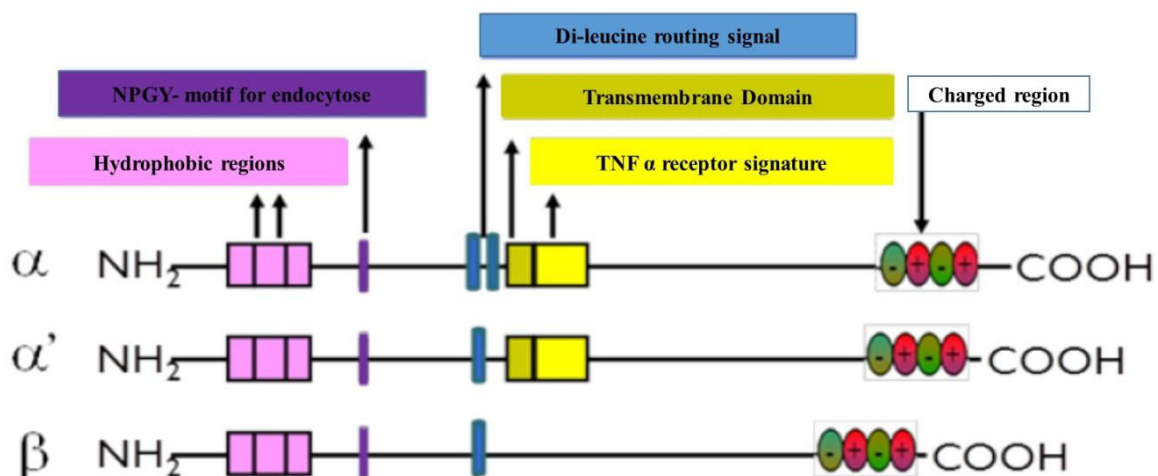 Di-leucine routing signal
NPGY- motif for endocytose
Transmembrane Domain
Charged region
Hydrophobic regions
TNF α receptor signature
α NH2 - + - + COOH
α' NH2 - + - + COOH
β NH2 - + - + COOH